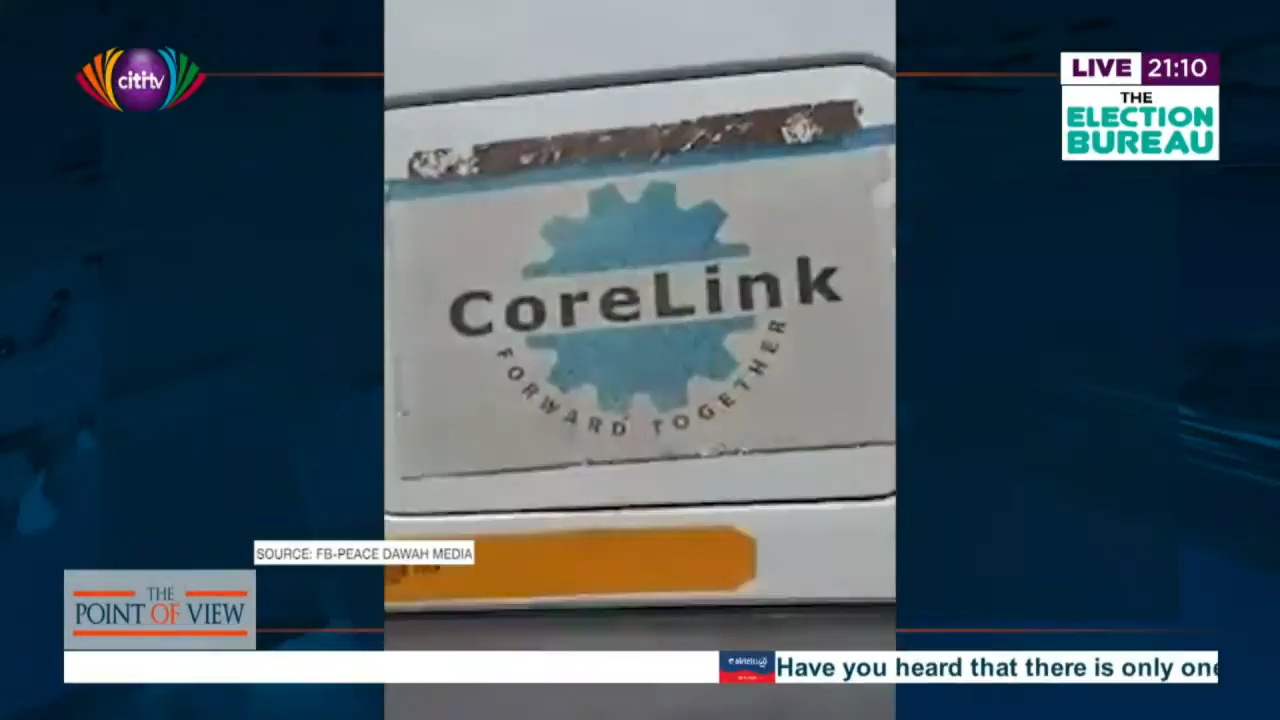 citi tv
LIVE 21:10
THE
ELECTION
BUREAU
CoreLink
FORWARD TOGETHER
SOURCE: FB-PEACE DAWAH MEDIA
THE
POINT OF VIEW
airteltigo
Have you heard that there is only one